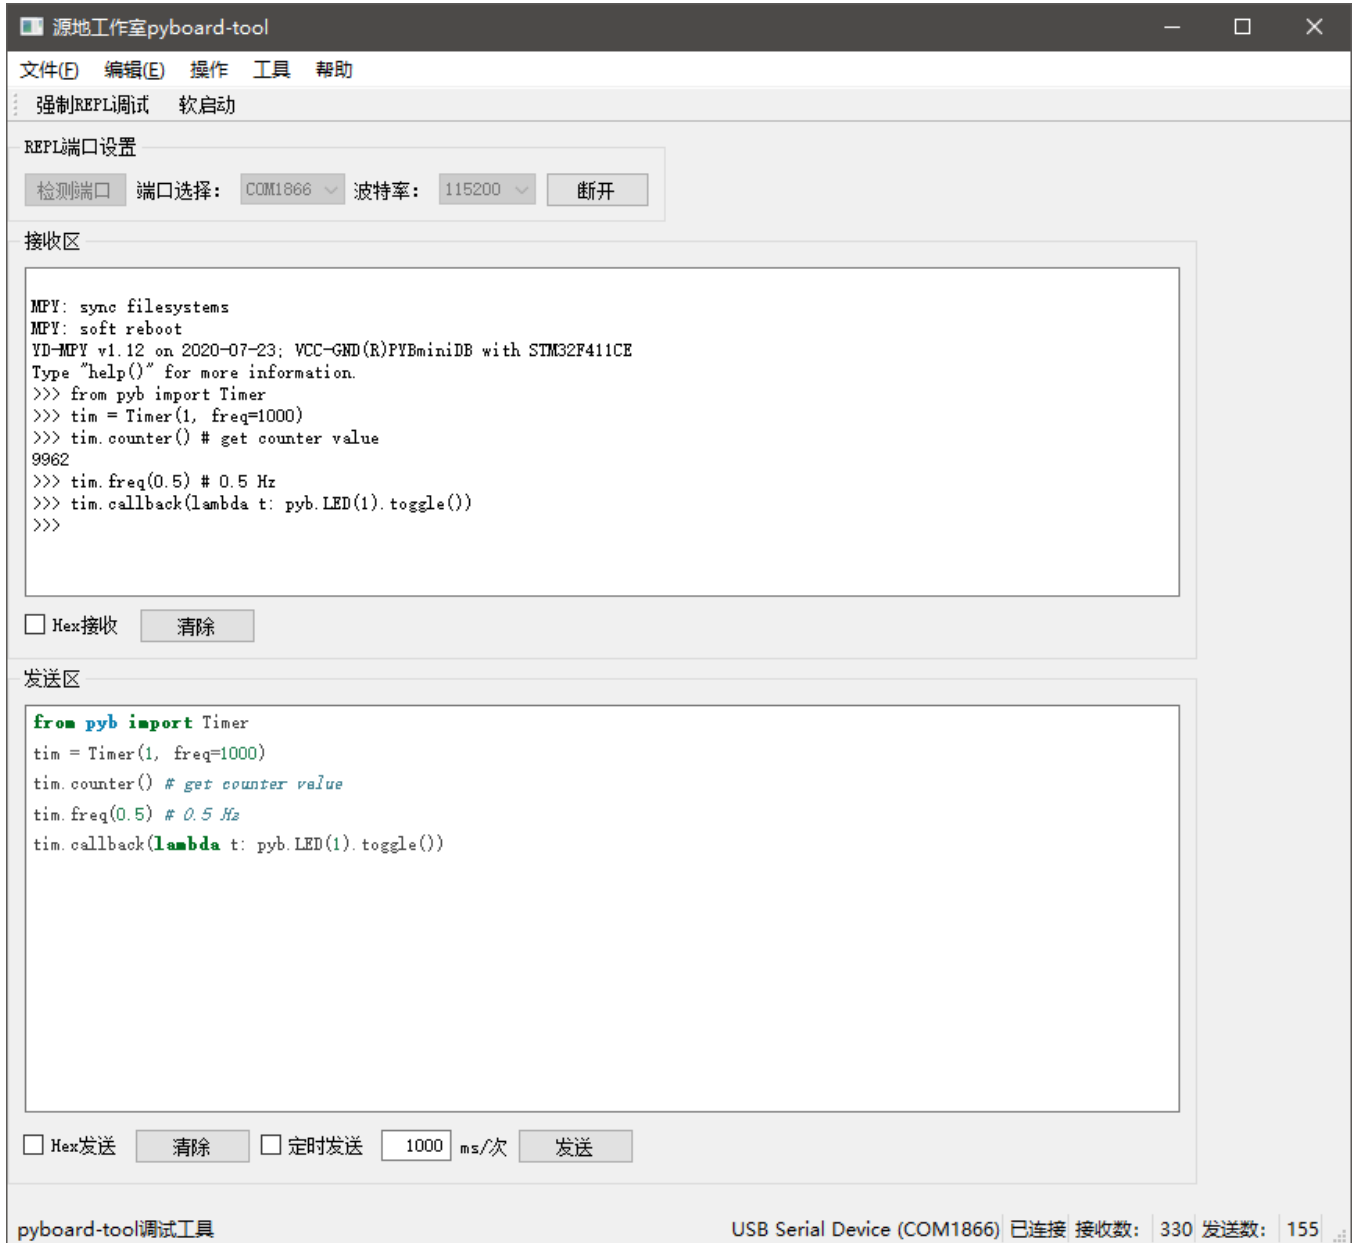 源地工作室pyboard-tool
文件(F) 编辑(E) 操作 工具 帮助
强制REPL调试 软启动
REPL端口设置
检测端口 端口选择: COM1866 波特率: 115200 断开
接收区
MPY: sync filesystems
MPY: soft reboot
YD-MPY v1.12 on 2020-07-23; VCC-GND(R)PYBminiDB with STM32F411CE
Type "help()" for more information.
>>> from pyb import Timer
>>> tim = Timer(1, freq=1000)
>>> tim.counter() # get counter value
9962
>>> tim.freq(0.5) # 0.5 Hz
>>> tim.callback(lambda t: pyb.LED(1).toggle())
>>>
Hex接收 清除
发送区
from pyb import Timer
tim = Timer(1, freq=1000)
tim.counter() # get counter value
tim.freq(0.5) # 0.5 Hz
tim.callback(lambda t: pyb.LED(1).toggle())
Hex发送 清除 定时发送 1000 ms/次 发送
pyboard-tool调试工具 USB Serial Device (COM1866) 已连接 接收数: 330 发送数: 155